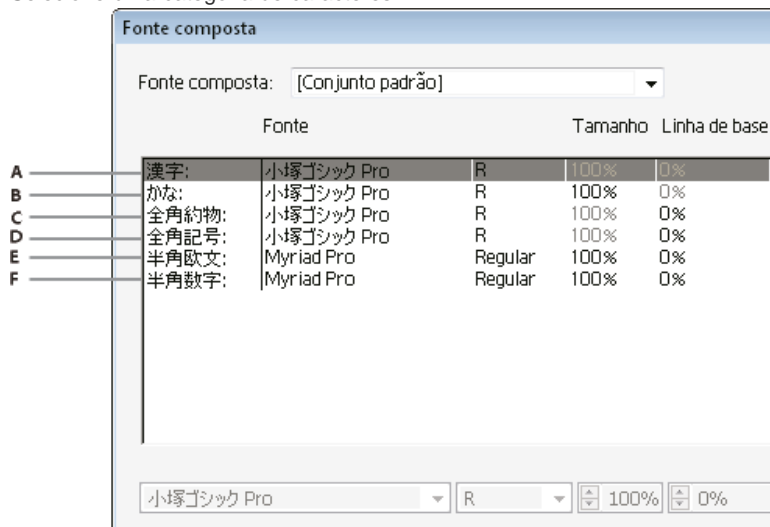 Fonte composta
Fonte composta: [Conjunto padrão]
Fonte Tamanho Linha de base
A 漢字: 小塚ゴシック Pro R 100% 0%
B かな: 小塚ゴシック Pro R 100% 0%
C 全角約物: 小塚ゴシック Pro R 100% 0%
D 全角記号: 小塚ゴシック Pro R 100% 0%
E 半角欧文: Myriad Pro Regular 100% 0%
F 半角数字: Myriad Pro Regular 100% 0%
小塚ゴシック Pro R 100% 0%